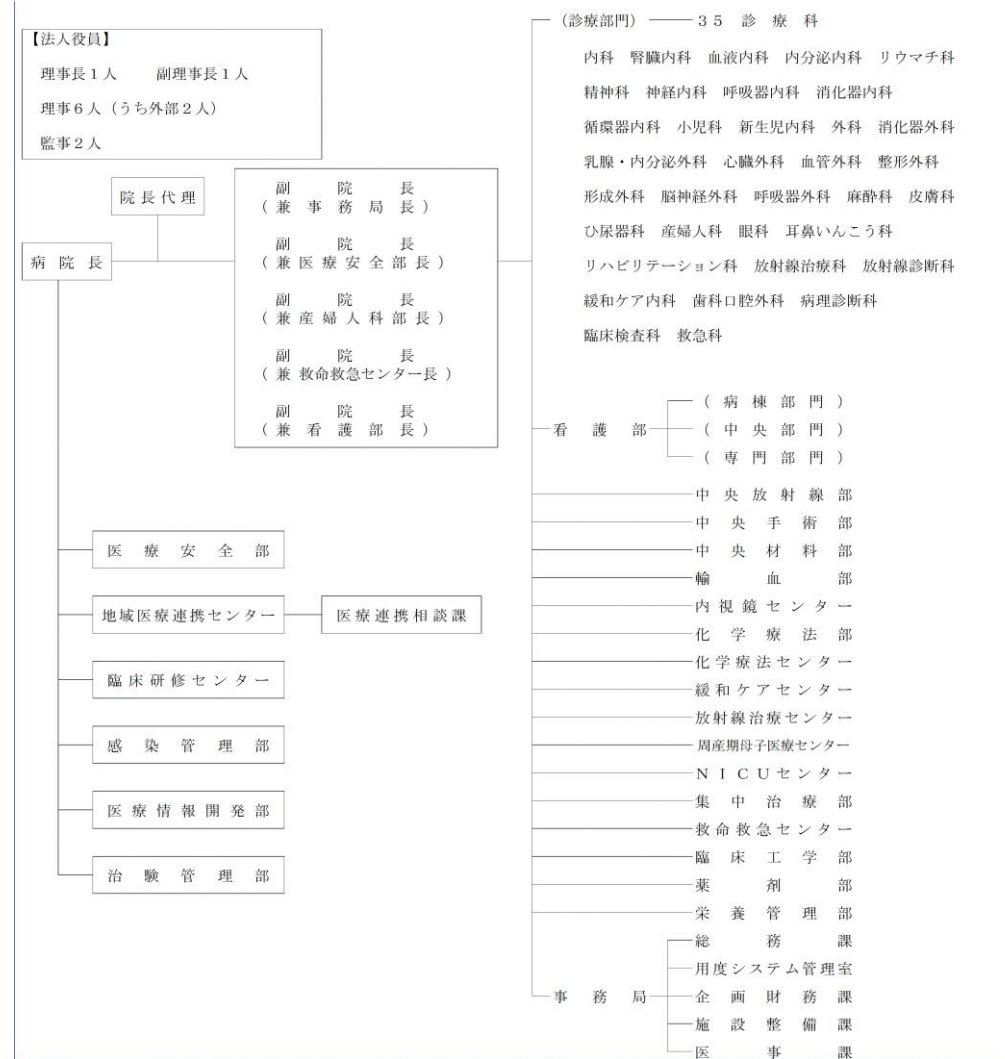 【法人役員】
理事長1人　副理事長1人
理事6人（うち外部2人）
監事2人
院長代理
病院長
副院長
（兼事務局長）
副院長
（兼医療安全部長）
副院長
（兼産婦人科部長）
副院長
（兼救命救急センター長）
副院長
（兼看護部長）
医療安全部
地域医療連携センター
医療連携相談課
臨床研修センター
感染管理部
医療情報開発部
治験管理部
（診療部門）　35診療科
内科　腎臓内科　血液内科　内分泌内科　リウマチ科
精神科　神経内科　呼吸器内科　消化器内科
循環器内科　小児科　新生児内科　外科　消化器外科
乳腺・内分泌外科　心臓外科　血管外科　整形外科
形成外科　脳神経外科　呼吸器外科　麻酔科　皮膚科
ひ尿器科　産婦人科　眼科　耳鼻いんこう科
リハビリテーション科　放射線治療科　放射線診断科
緩和ケア内科　歯科口腔外科　病理診断科
臨床検査科　救急科
看護部
（病棟部門）
（中央部門）
（専門部門）
中央放射線部
中央手術部
中央材料部
輸血部
内視鏡センター
化学療法部
化学療法センター
緩和ケアセンター
放射線治療センター
周産期母子医療センター
NICUセンター
集中治療部
救命救急センター
臨床工学部
薬剤部
栄養管理部
事務局
総務課
用度システム管理室
企画財務課
施設整備課
医事課